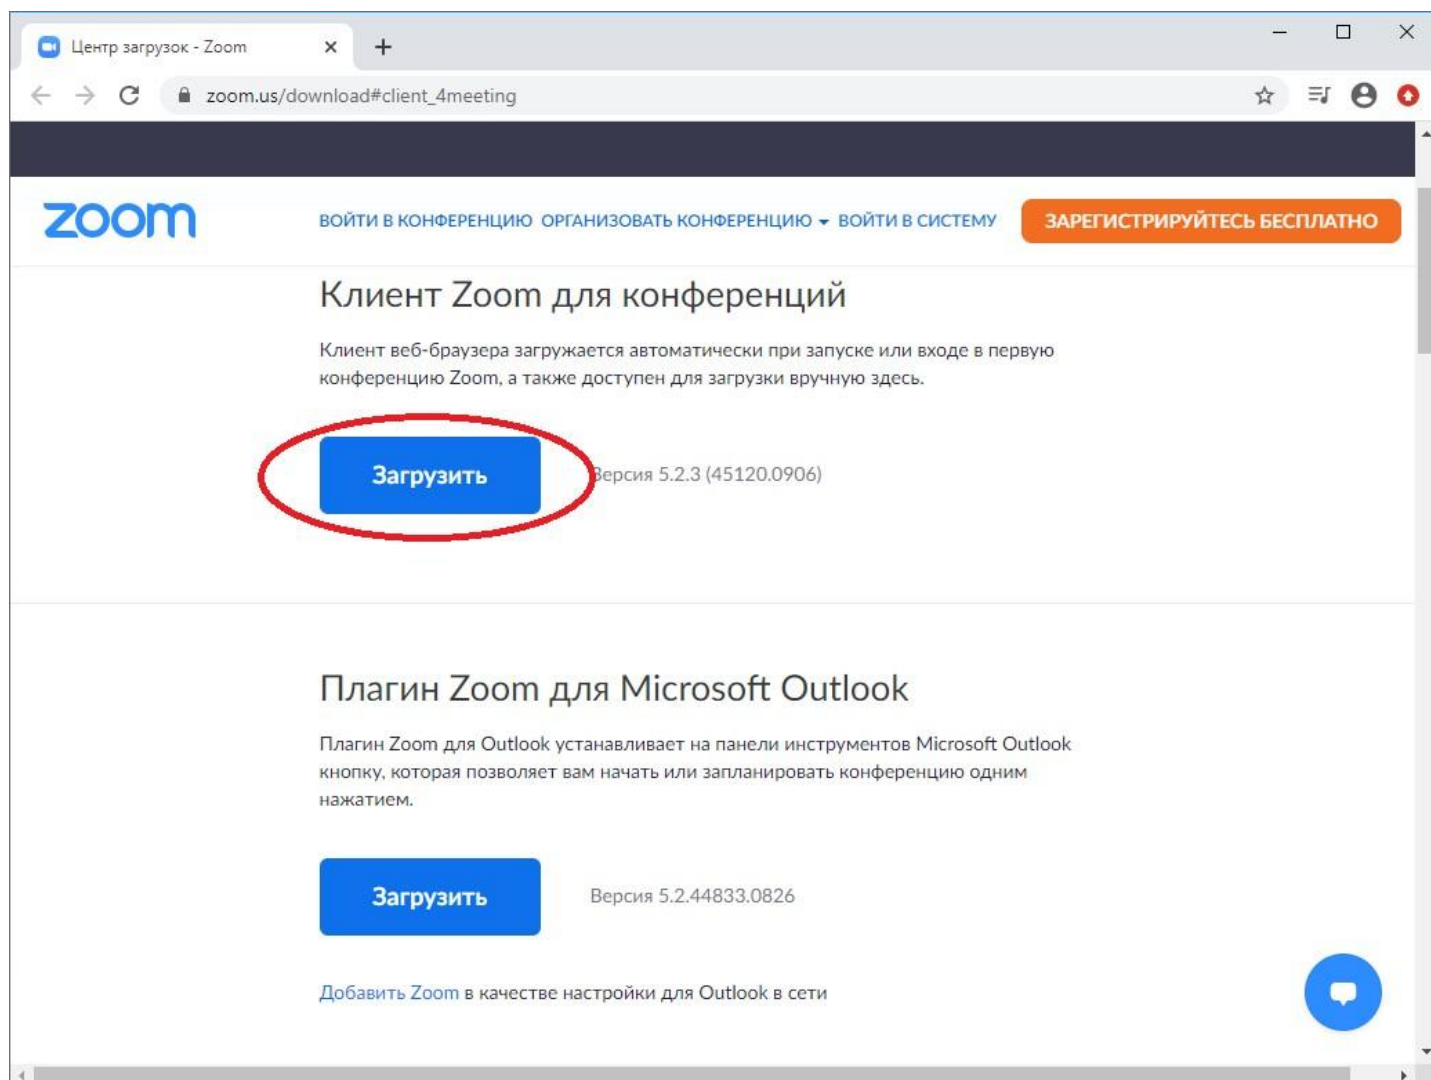 Центр загрузок - Zoom
zoom.us/download#client_4meeting
zoom
ВОЙТИ В КОНФЕРЕНЦИЮ ОРГАНИЗОВАТЬ КОНФЕРЕНЦИЮ ВОЙТИ В СИСТЕМУ ЗАРЕГИСТРИРУЙТЕСЬ БЕСПЛАТНО
Клиент Zoom для конференций
Клиент веб-браузера загружается автоматически при запуске или входе в первую
конференцию Zoom, а также доступен для загрузки вручную здесь.
Загрузить Версия 5.2.3 (45120.0906)
Плагин Zoom для Microsoft Outlook
Плагин Zoom для Outlook устанавливает на панели инструментов Microsoft Outlook
кнопку, которая позволяет вам начать или запланировать конференцию одним
нажатием.
Загрузить Версия 5.2.44833.0826
Добавить Zoom в качестве настройки для Outlook в сети